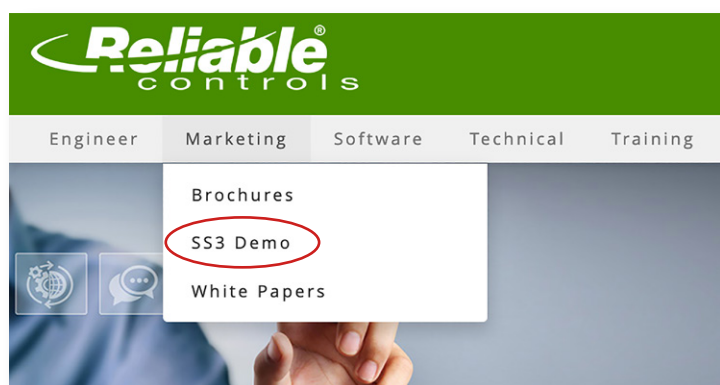 Reliable®
controls
Engineer Marketing Software Technical Training
Brochures
SS3 Demo
White Papers